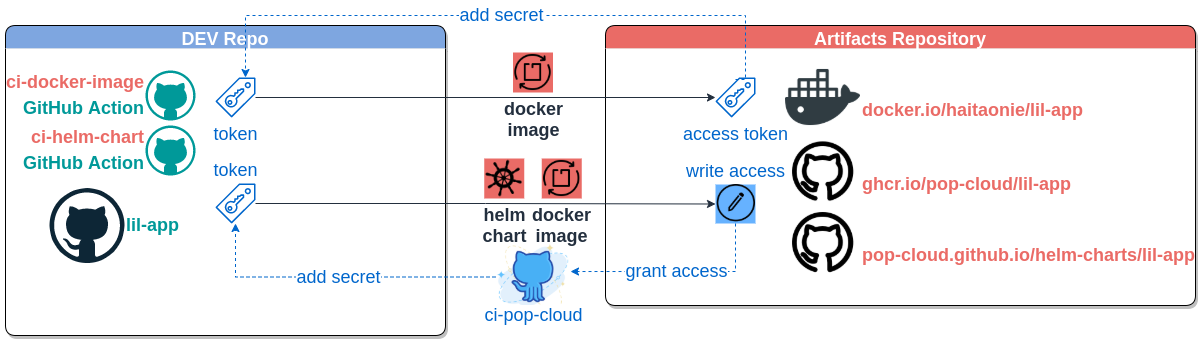 add secret
DEV Repo
Artifacts Repository
ci-docker-image
GitHub Action
ci-helm-chart
GitHub Action
lil-app
token
token
docker
image
helm
chart
docker
image
add secret
ci-pop-cloud
grant access
access token
write access
docker.io/haitaonie/lil-app
ghcr.io/pop-cloud/lil-app
pop-cloud.github.io/helm-charts/lil-app